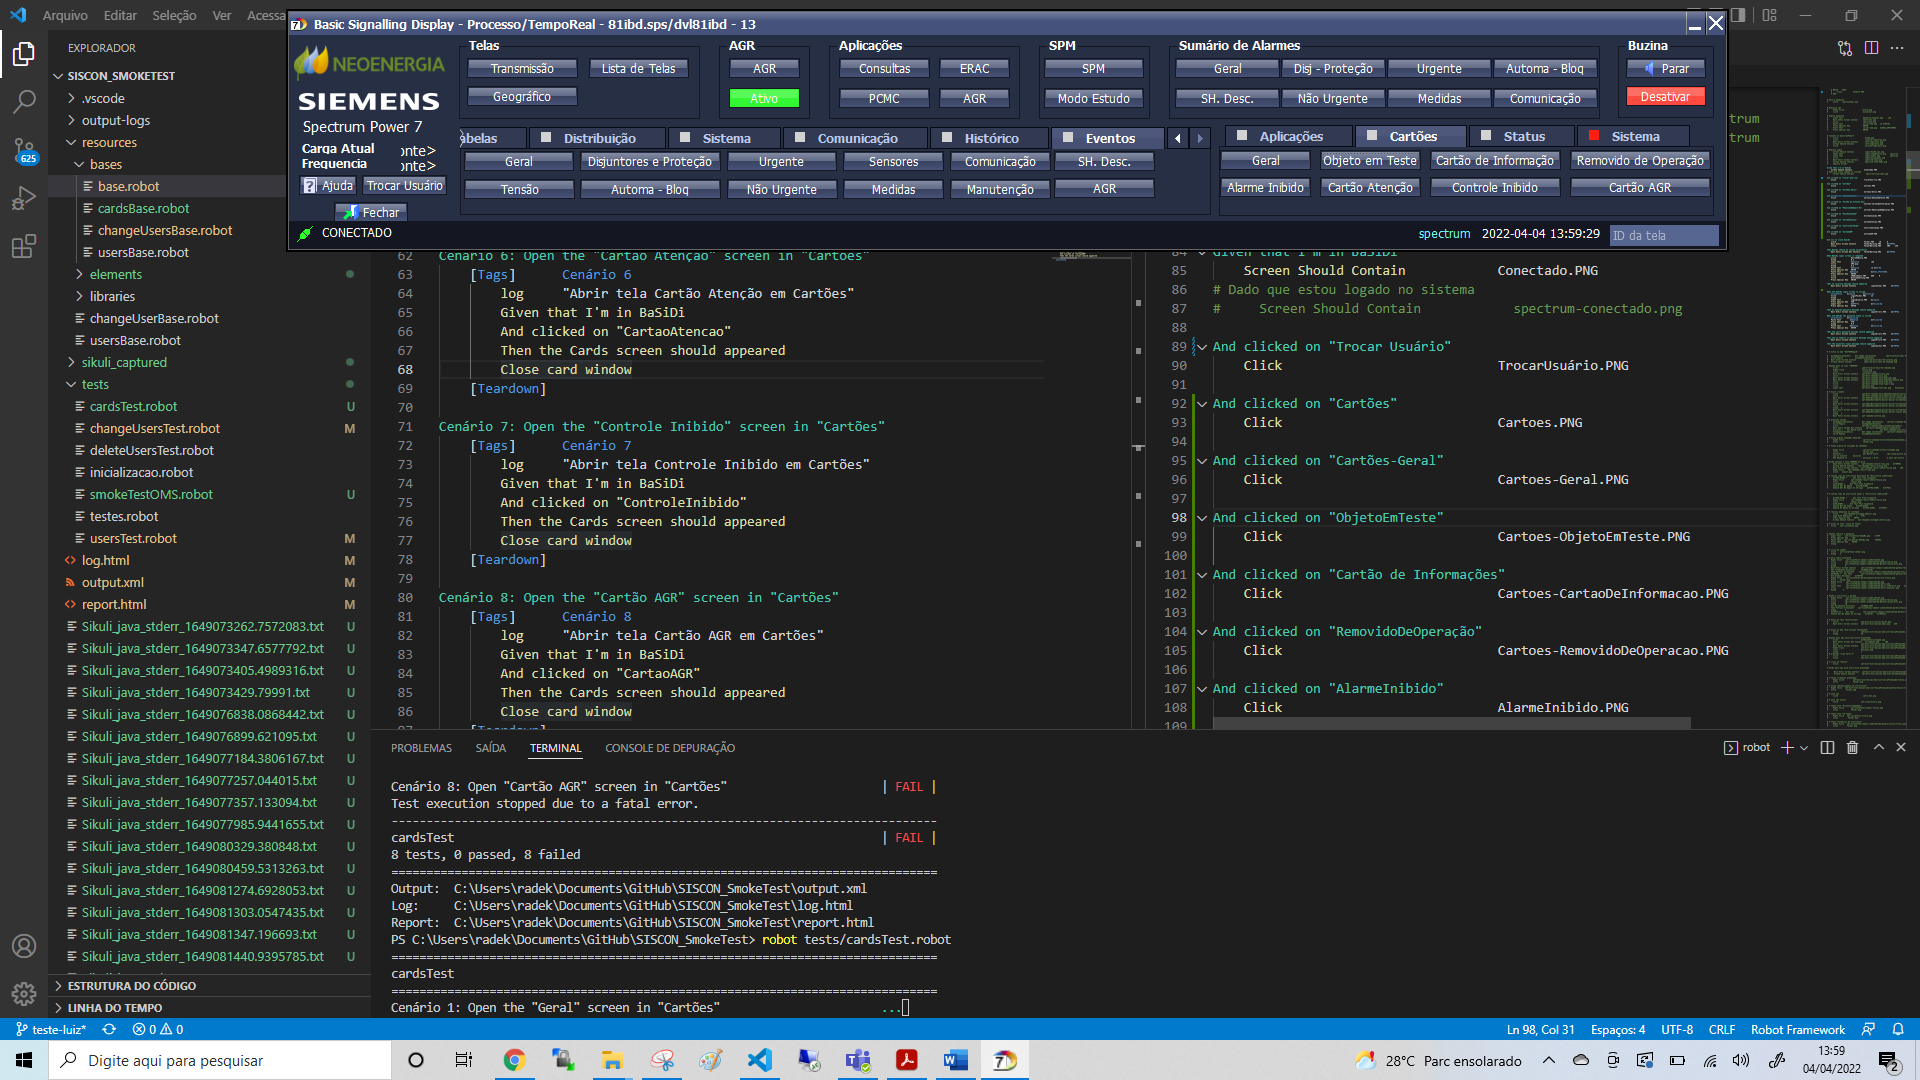 Arquivo Editar Seleção Ver Acessa
Basic Signalling Display - Processo/TempoReal - 81ibd.sps/dvl81ibd - 13
NEOENERGIA
SIEMENS
Spectrum Power 7
Carga Atual onte>
Frequencia onte>
? Ajuda Trocar Usuário
Fechar
CONECTADO
Telas
Transmissão Lista de Telas
Geográfico
AGR
AGR
Ativo
Aplicações
Consultas ERAC
PCMC AGR
SPM
SPM
Modo Estudo
Sumário de Alarmes
Geral Disj - Proteção Urgente Automa - Bloq
SH. Desc. Não Urgente Medidas Comunicação
Buzina
Parar
Desativar
abelas Distribuição Sistema Comunicação Histórico Eventos
Geral Disjuntores e Proteção Urgente Sensores Comunicação SH. Desc.
Tensão Automa - Bloq Não Urgente Medidas Manutenção AGR
Aplicações Cartões Status Sistema
Geral Objeto em Teste Cartão de Informação Removido de Operação
Alarme Inibido Cartão Atenção Controle Inibido Cartão AGR
spectrum 2022-04-04 13:59:29 ID da tela
EXPLORADOR
SISCON_SMOKETEST
.vscode
output-logs
resources
bases
base.robot
cardsBase.robot
changeUsersBase.robot
usersBase.robot
elements
libraries
changeUserBase.robot
usersBase.robot
sikuli_captured
tests
cardsTest.robot U
changeUsersTest.robot M
deleteUsersTest.robot
inicializacao.robot
smokeTestOMS.robot U
testes.robot
usersTest.robot M
log.html M
output.xml M
report.html M
Sikuli_java_stderr_1649073262.7572083.txt U
Sikuli_java_stderr_1649073347.6577792.txt U
Sikuli_java_stderr_1649073405.4989316.txt U
Sikuli_java_stderr_1649073429.79991.txt U
Sikuli_java_stderr_1649076838.0868442.txt U
Sikuli_java_stderr_1649076899.621095.txt U
Sikuli_java_stderr_1649077184.3806167.txt U
Sikuli_java_stderr_1649077257.044015.txt U
Sikuli_java_stderr_1649077357.133094.txt U
Sikuli_java_stderr_1649077985.9441655.txt U
Sikuli_java_stderr_1649080329.380848.txt U
Sikuli_java_stderr_1649080459.5313263.txt U
Sikuli_java_stderr_1649081274.6928053.txt U
Sikuli_java_stderr_1649081303.0547435.txt U
Sikuli_java_stderr_1649081347.196693.txt U
Sikuli_java_stderr_1649081440.9395785.txt U
ESTRUTURA DO CÓDIGO
LINHA DO TEMPO
625
62 Cenário 6: Open the "Cartão Atenção" screen in "Cartões"
63 [Tags] Cenário 6
64 log "Abrir tela Cartão Atenção em Cartões"
65 Given that I'm in BaSiDi
66 And clicked on "CartaoAtencao"
67 Then the Cards screen should appeared
68 Close card window
69 [Teardown]
70
71 Cenário 7: Open the "Controle Inibido" screen in "Cartões"
72 [Tags] Cenário 7
73 log "Abrir tela Controle Inibido em Cartões"
74 Given that I'm in BaSiDi
75 And clicked on "ControleInibido"
76 Then the Cards screen should appeared
77 Close card window
78 [Teardown]
79
80 Cenário 8: Open the "Cartão AGR" screen in "Cartões"
81 [Tags] Cenário 8
82 log "Abrir tela Cartão AGR em Cartões"
83 Given that I'm in BaSiDi
84 And clicked on "CartaoAGR"
85 Then the Cards screen should appeared
86 Close card window
87 [Teardown]
trum
trum
84 Given that I'm in BaSiDi
85 Screen Should Contain Conectado.PNG
86 # Dado que estou logado no sistema
87 # Screen Should Contain spectrum-conectado.png
88
89 And clicked on "Trocar Usuário"
90 Click TrocarUsuário.PNG
91
92 And clicked on "Cartões"
93 Click Cartoes.PNG
94
95 And clicked on "Cartões-Geral"
96 Click Cartoes-Geral.PNG
97
98 And clicked on "ObjetoEmTeste"
99 Click Cartoes-ObjetoEmTeste.PNG
100
101 And clicked on "Cartão de Informações"
102 Click Cartoes-CartaoDeInformacao.PNG
103
104 And clicked on "RemovidoDeOperação"
105 Click Cartoes-RemovidoDeOperacao.PNG
106
107 And clicked on "AlarmeInibido"
108 Click AlarmeInibido.PNG
109
PROBLEMAS SAÍDA TERMINAL CONSOLE DE DEPURAÇÃO robot
Cenário 8: Open "Cartão AGR" screen in "Cartões" | FAIL |
Test execution stopped due to a fatal error.
------------------------------------------------------------------------------
cardsTest | FAIL |
8 tests, 0 passed, 8 failed
==============================================================================
Output: C:\Users\radek\Documents\GitHub\SISCON_SmokeTest\output.xml
Log: C:\Users\radek\Documents\GitHub\SISCON_SmokeTest\log.html
Report: C:\Users\radek\Documents\GitHub\SISCON_SmokeTest\report.html
PS C:\Users\radek\Documents\GitHub\SISCON_SmokeTest> robot tests/cardsTest.robot
==============================================================================
cardsTest
==============================================================================
Cenário 1: Open the "Geral" screen in "Cartões" ...
teste-luiz* 0 0 Ln 98, Col 31 Espaços: 4 UTF-8 CRLF Robot Framework
Digite aqui para pesquisar
28°C Parc ensolarado
13:59
04/04/2022
2